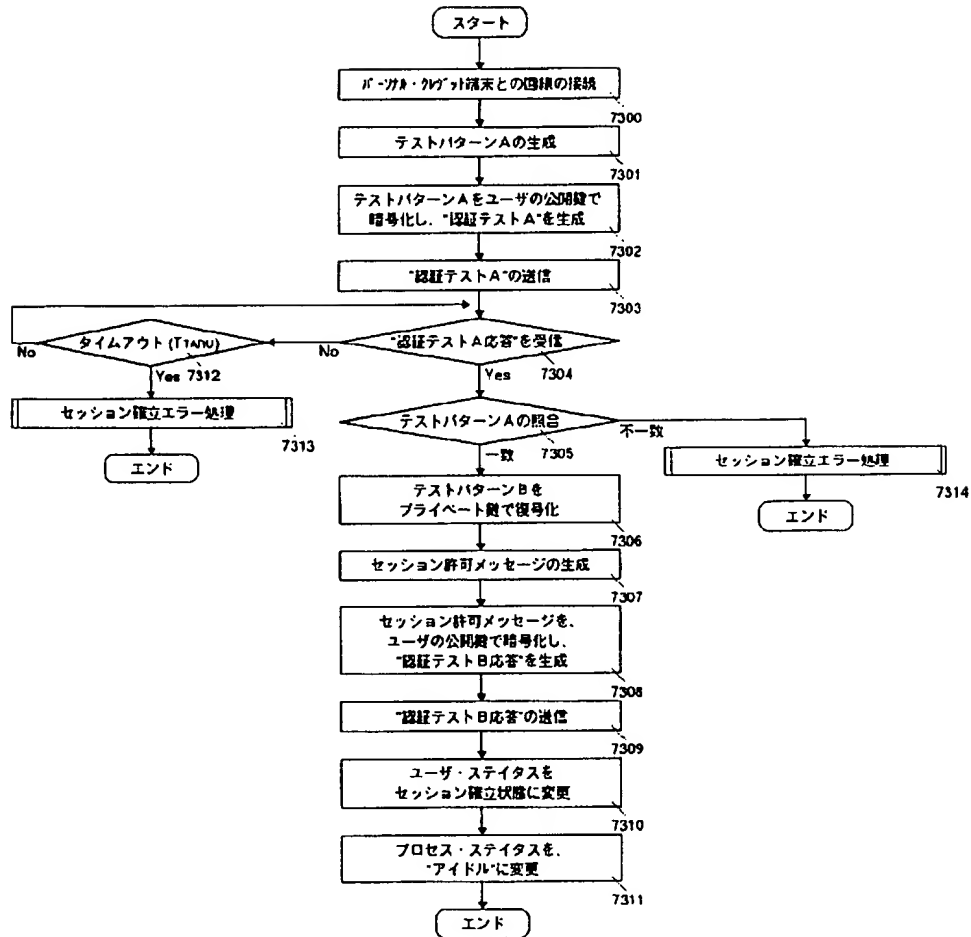 スタート
パーソナル・クレジット端末との回線の接続
7300
テストパターンAの生成
7301
テストパターンAをユーザの公開鍵で
暗号化し、"認証テストA"を生成
7302
"認証テストA"の送信
7303
"認証テストA応答"を受信
7304
No
Yes
タイムアウト(TTANU)
7312
No
Yes
セッション確立エラー処理
7313
エンド
テストパターンAの照合
7305
不一致
一致
セッション確立エラー処理
7314
エンド
テストパターンBを
プライベート鍵で復号化
7306
セッション許可メッセージの生成
7307
セッション許可メッセージを、
ユーザの公開鍵で暗号化し、
"認証テストB応答"を生成
7308
"認証テストB応答"の送信
7309
ユーザ・ステイタスを
セッション確立状態に変更
7310
プロセス・ステイタスを、
"アイドル"に変更
7311
エンド